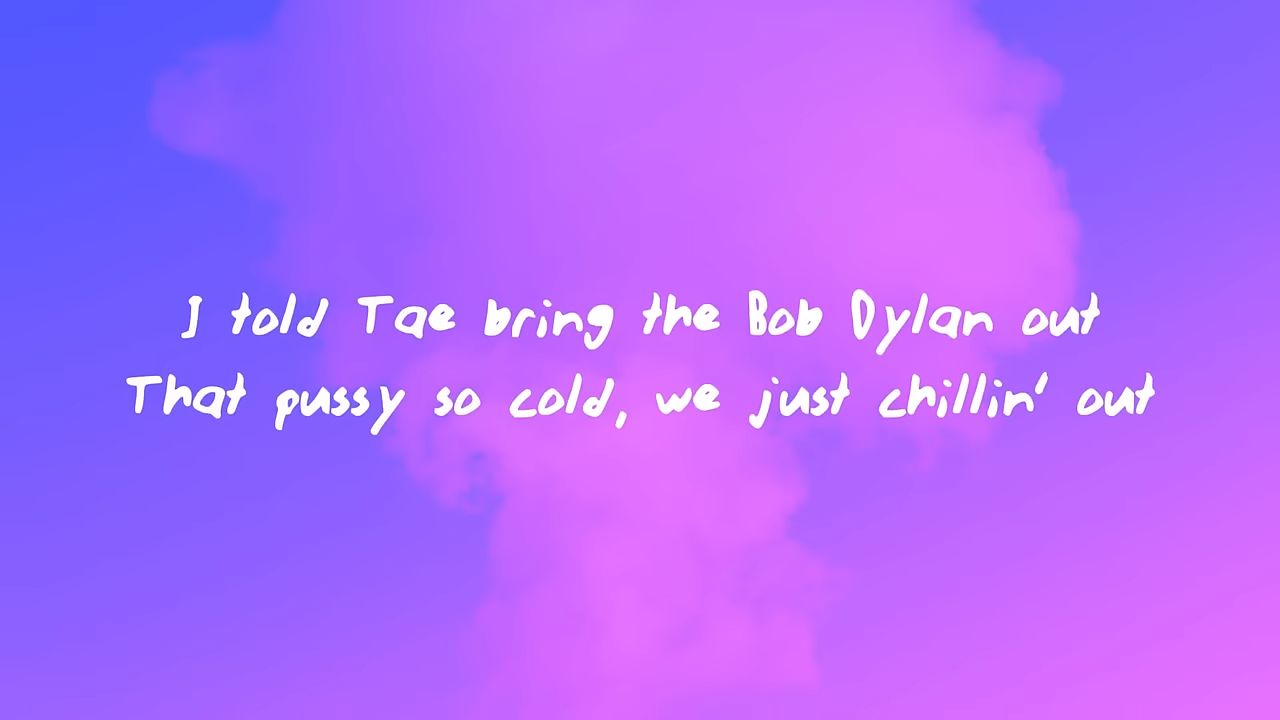 I told Tae bring the Bob Dylan out
That pussy so cold, we just chillin' out